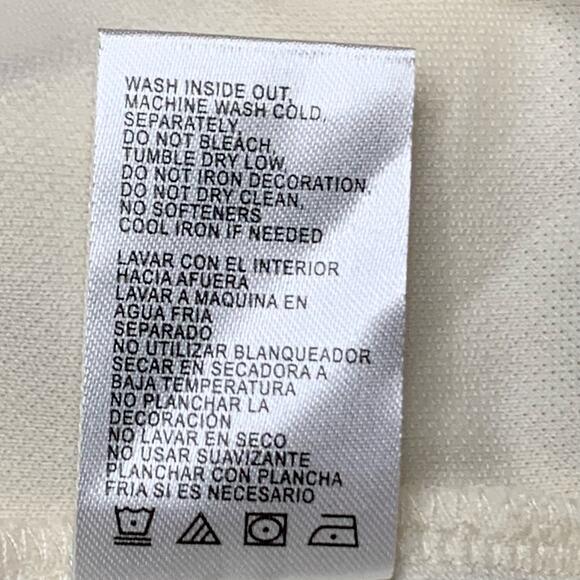 WASH INSIDE OUT,
MACHINE WASH COLD,
SEPARATELY,
DO NOT BLEACH,
TUMBLE DRY LOW,
DO NOT IRON DECORATION,
DO NOT DRY CLEAN,
NO SOFTENERS
COOL IRON IF NEEDED
LAVAR CON EL INTERIOR
HACIA AFUERA
LAVAR A MAQUINA EN
AGUA FRIA
SEPARADO
NO UTILIZAR BLANQUEADOR
SECAR EN SECADORA A
BAJA TEMPERATURA
NO PLANCHAR LA
DECORACIÓN
NO LAVAR EN SECO
NO USAR SUAVIZANTE
PLANCHAR CON PLANCHA
FRIA SI ES NECESARIO